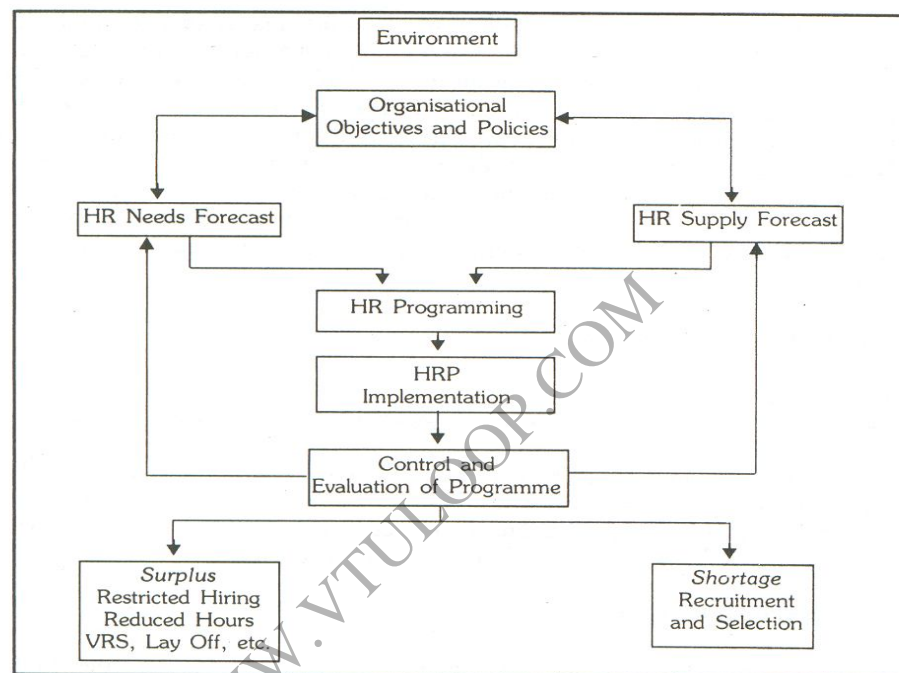 Environment
Organisational
Objectives and Policies
HR Needs Forecast
HR Supply Forecast
HR Programming
HRP
Implementation
Control and
Evaluation of Programme
Surplus
Restricted Hiring
Reduced Hours
VRS, Lay Off, etc.
Shortage
Recruitment
and Selection
WWW.VTULOOP.COM